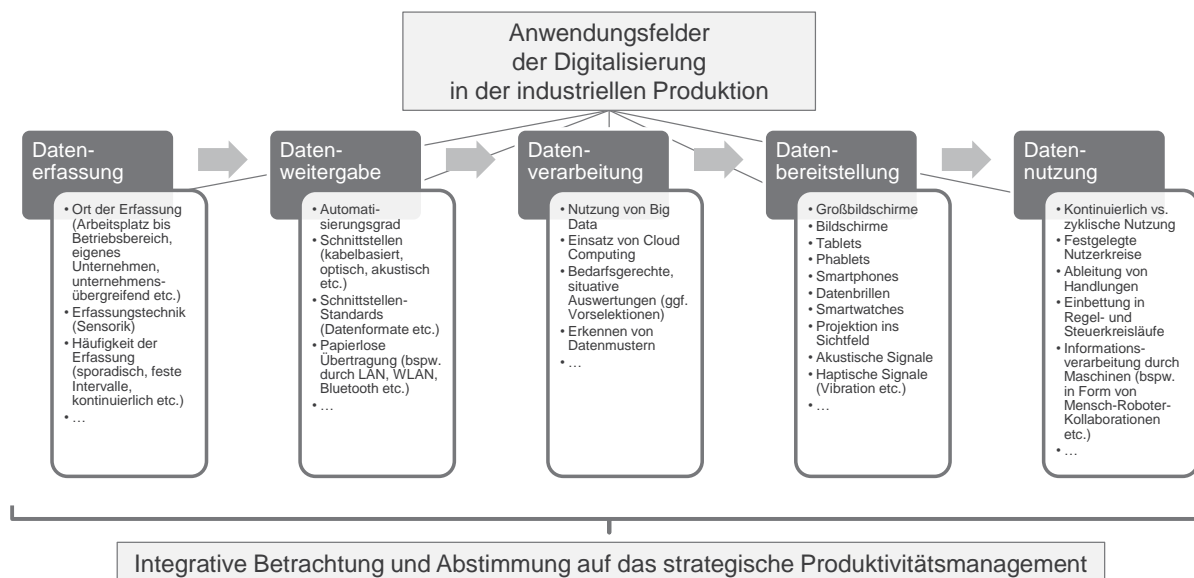 Anwendungsfelder
der Digitalisierung
in der industriellen Produktion
Daten-
erfassung
• Ort der Erfassung
(Arbeitsplatz bis
Betriebsbereich,
eigenes
Unternehmen,
unternehmens-
übergreifend etc.)
• Erfassungstechnik
(Sensorik)
• Häufigkeit der
Erfassung
(sporadisch, feste
Intervalle,
kontinuierlich etc.)
• …
Daten-
weitergabe
• Automati-
sierungsgrad
• Schnittstellen
(kabelbasiert,
optisch, akustisch
etc.)
• Schnittstellen-
Standards
(Datenformate etc.)
• Papierlose
Übertragung (bspw.
durch LAN, WLAN,
Bluetooth etc.)
• …
Daten-
verarbeitung
• Nutzung von Big
Data
• Einsatz von Cloud
Computing
• Bedarfsgerechte,
situative
Auswertungen (ggf.
Vorselektionen)
• Erkennen von
Datenmustern
• …
Daten-
bereitstellung
• Großbildschirme
• Bildschirme
• Tablets
• Phablets
• Smartphones
• Datenbrillen
• Smartwatches
• Projektion ins
Sichtfeld
• Akustische Signale
• Haptische Signale
(Vibration etc.)
• …
Daten-
nutzung
• Kontinuierlich vs.
zyklische Nutzung
• Festgelegte
Nutzerkreise
• Ableitung von
Handlungen
• Einbettung in
Regel- und
Steuerkreisläufe
• Informations-
verarbeitung durch
Maschinen (bspw.
in Form von
Mensch-Roboter-
Kollaborationen
etc.)
• …
Integrative Betrachtung und Abstimmung auf das strategische Produktivitätsmanagement